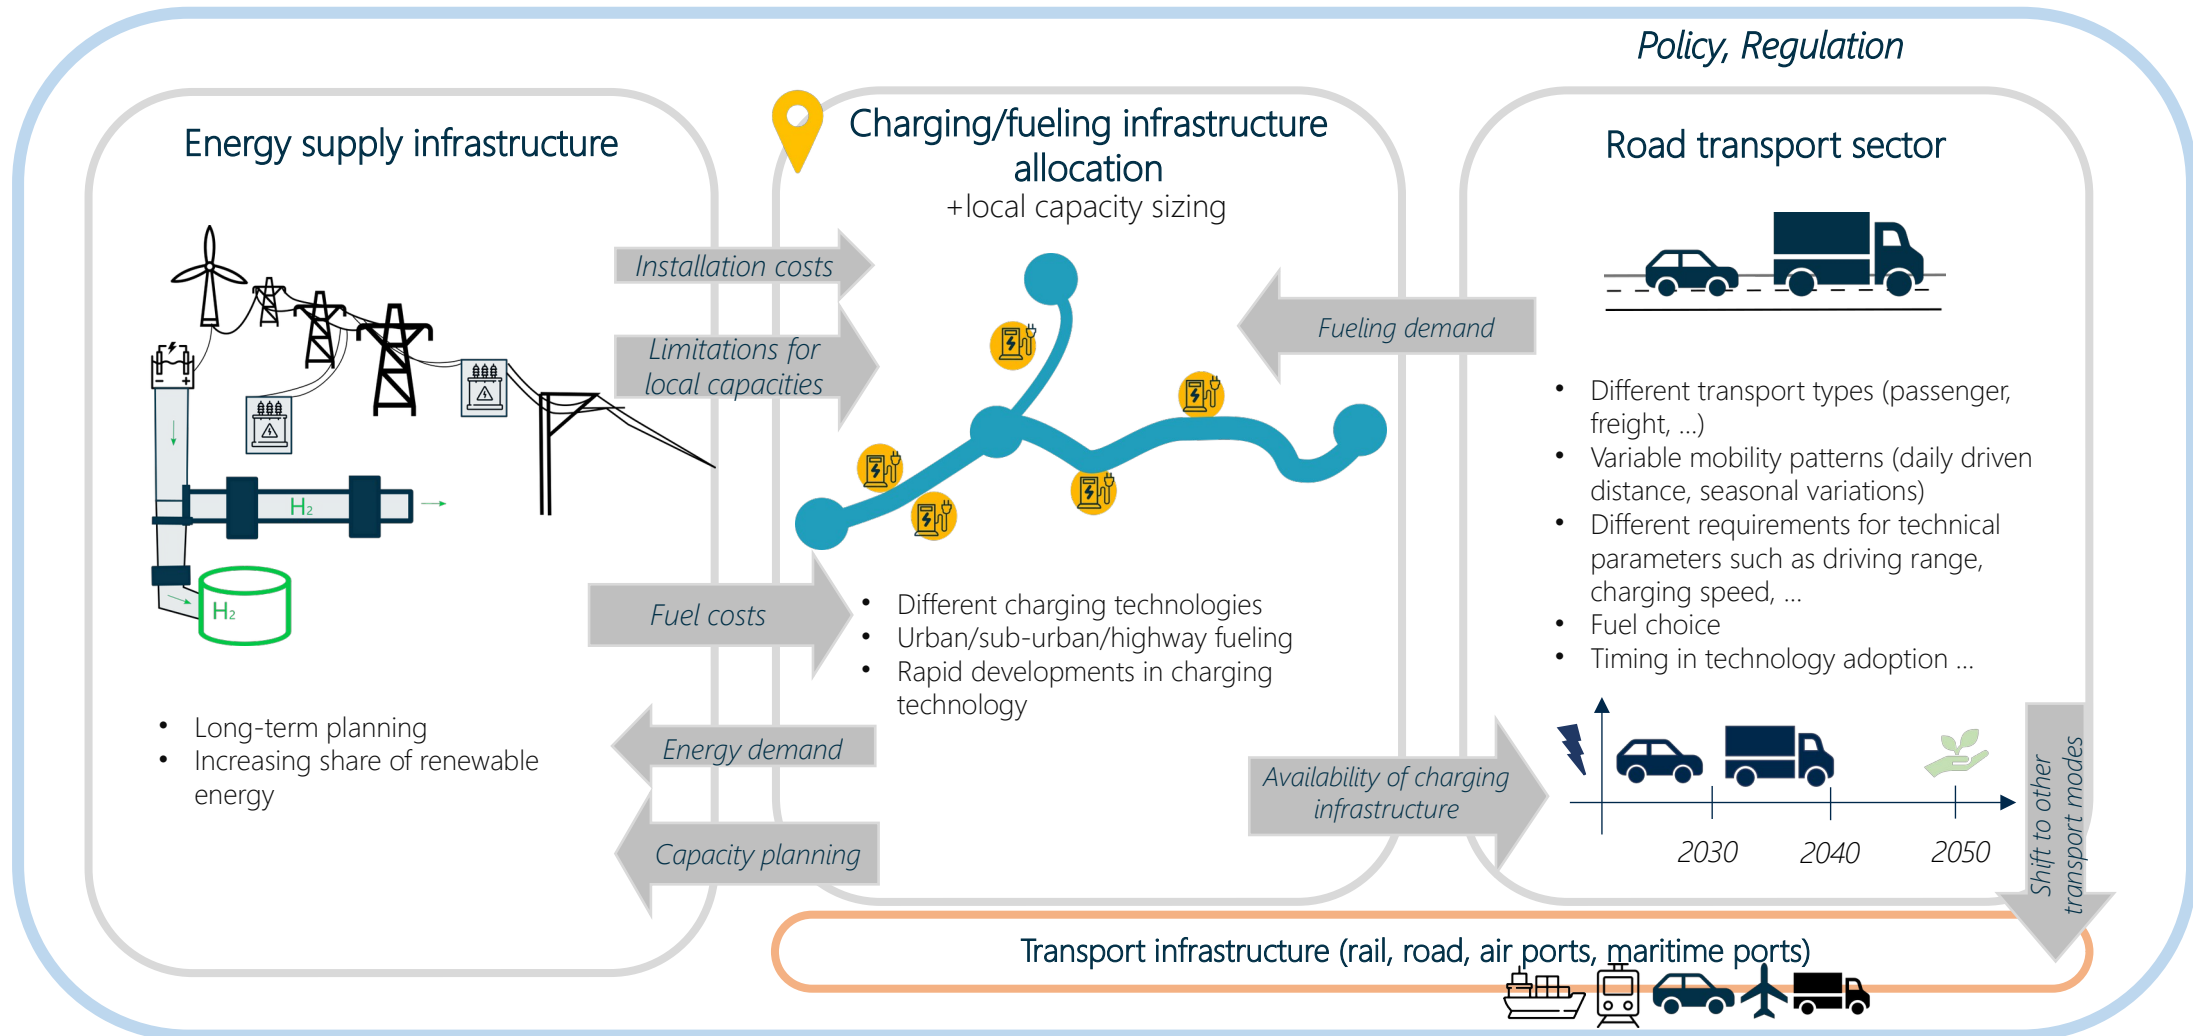 Policy, Regulation
Energy supply infrastructure
H₂
H₂
• Long-term planning
• Increasing share of renewable
energy
Installation costs
Limitations for
local capacities
Fuel costs
Energy demand
Capacity planning
Charging/fueling infrastructure
allocation
+local capacity sizing
• Different charging technologies
• Urban/sub-urban/highway fueling
• Rapid developments in charging
technology
Fueling demand
Availability of charging
infrastructure
Road transport sector
• Different transport types (passenger,
freight, ...)
• Variable mobility patterns (daily driven
distance, seasonal variations)
• Different requirements for technical
parameters such as driving range,
charging speed, ...
• Fuel choice
• Timing in technology adoption ...
2030
2040
2050
Shift to other
transport modes
Transport infrastructure (rail, road, air ports, maritime ports)